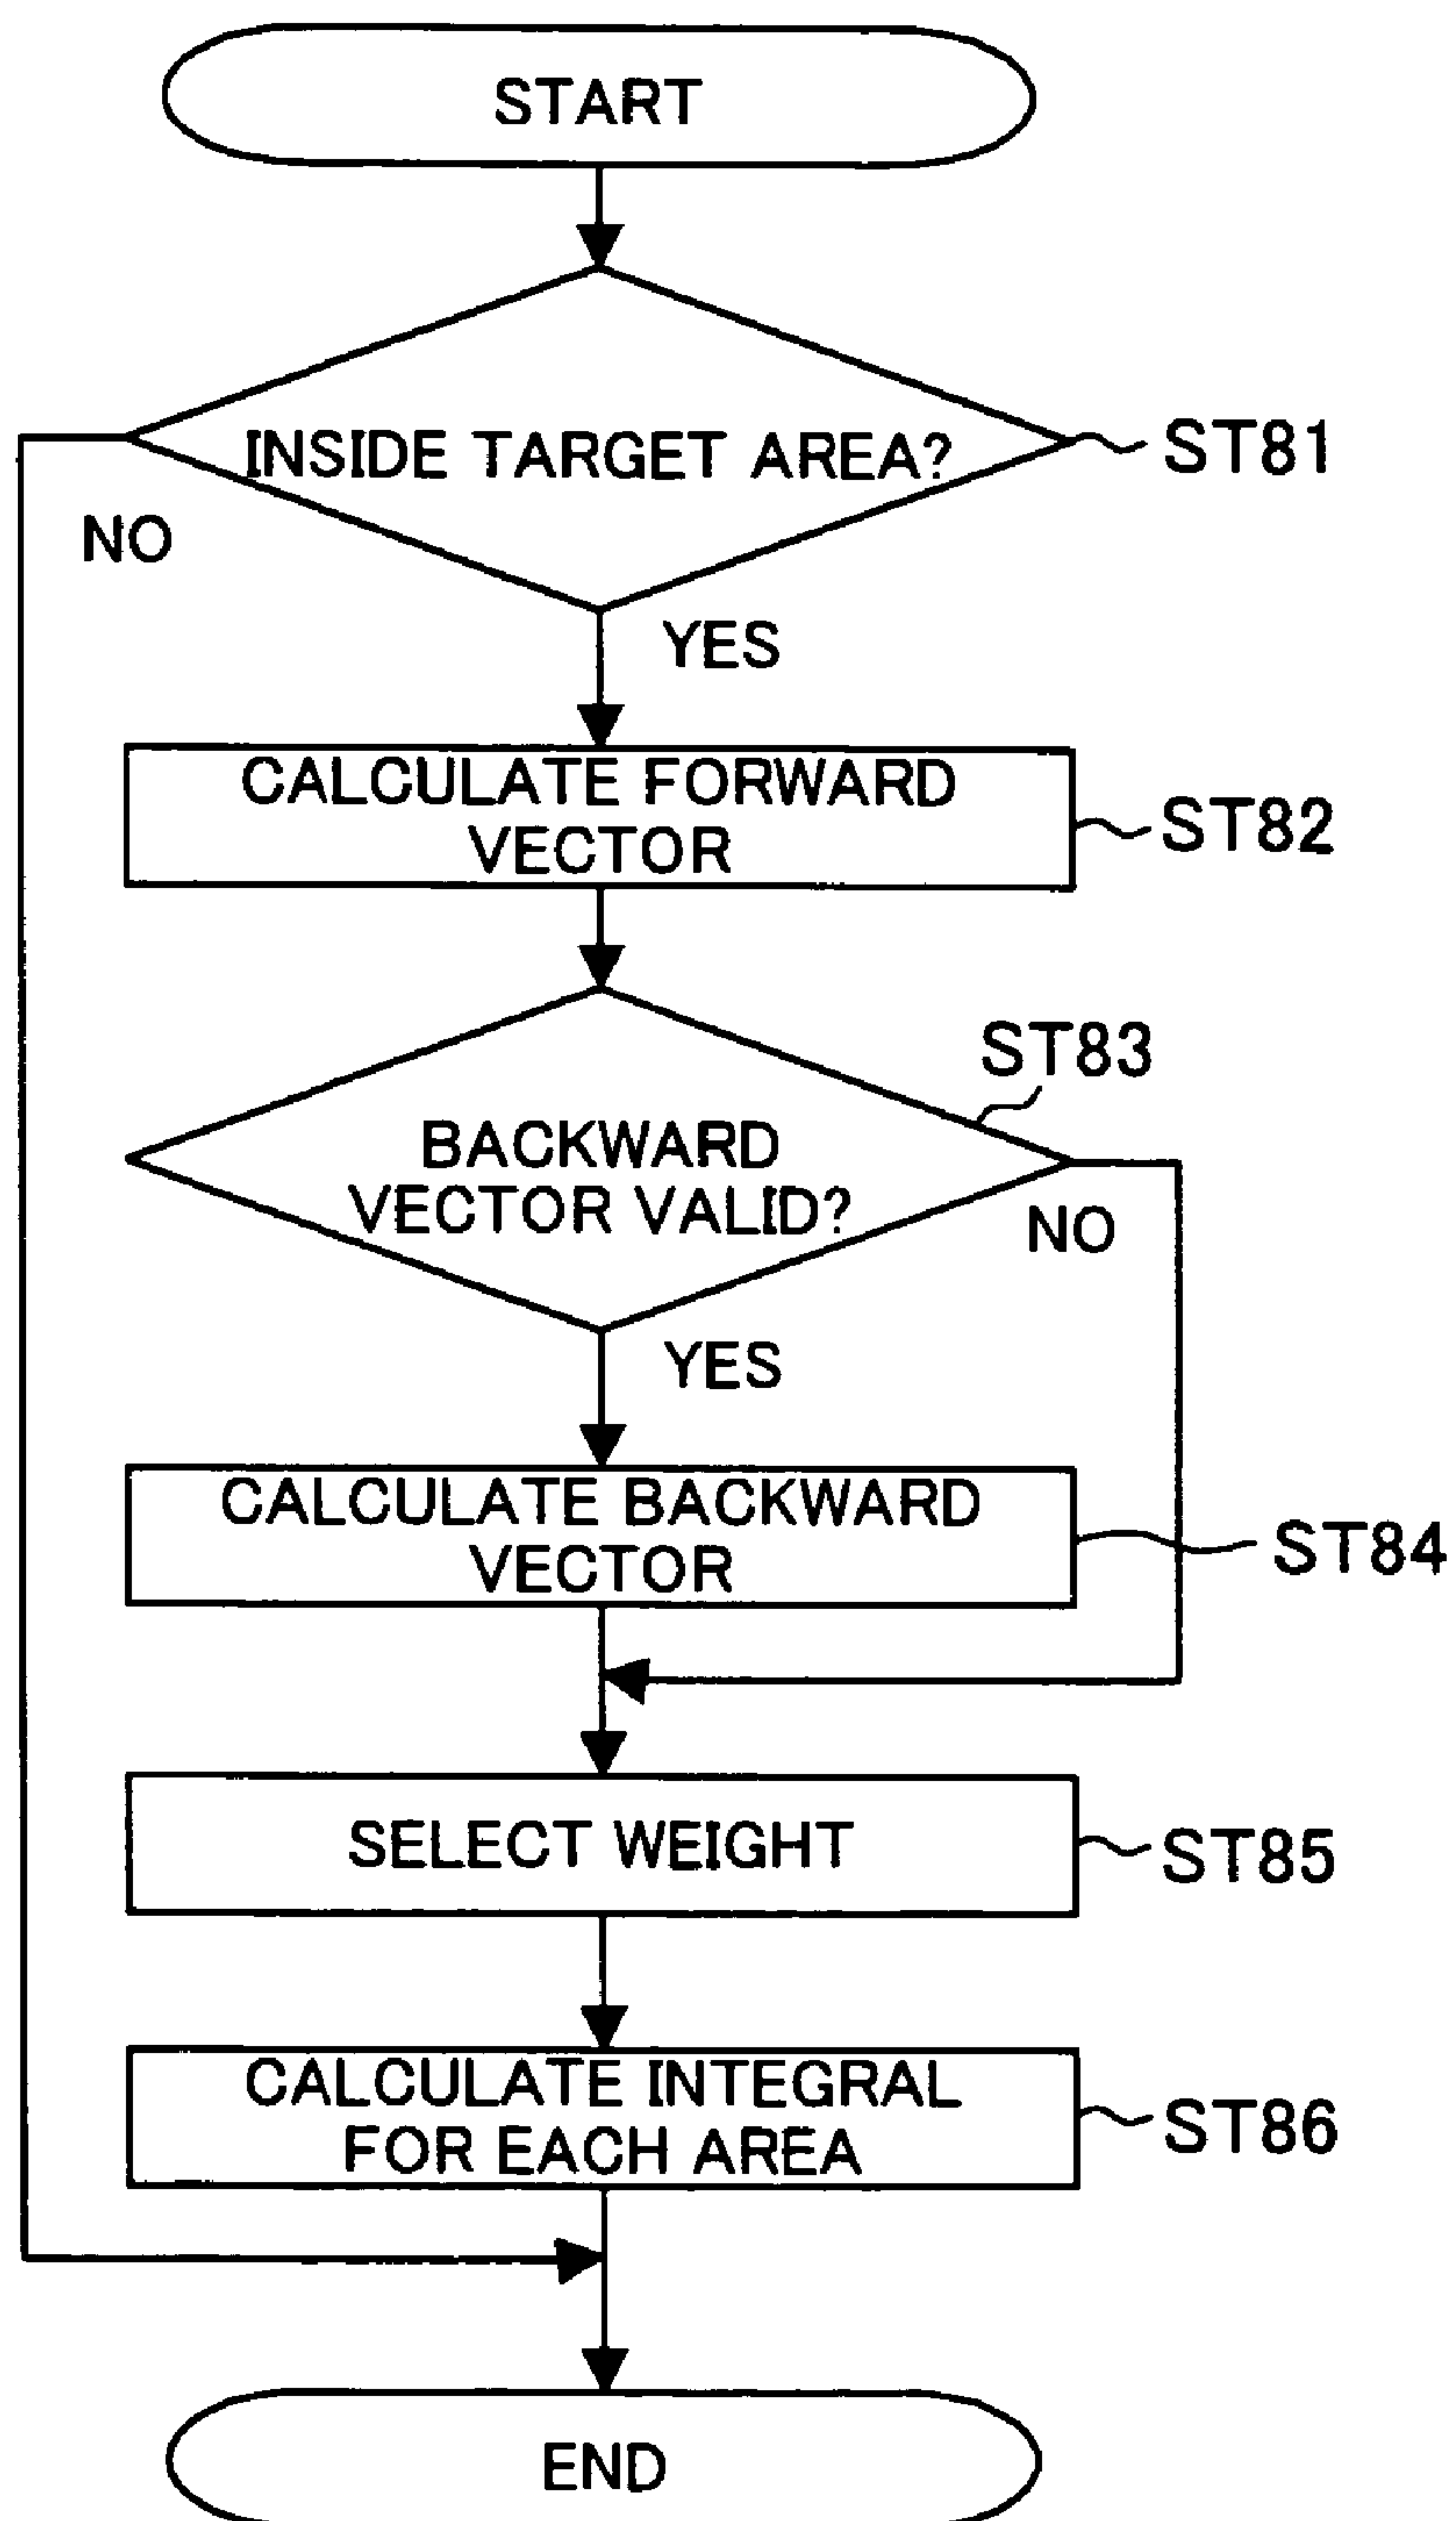 START
INSIDE TARGET AREA?
ST81
NO
YES
CALCULATE FORWARD
VECTOR
ST82
ST83
BACKWARD
VECTOR VALID?
NO
YES
CALCULATE BACKWARD
VECTOR
ST84
SELECT WEIGHT
ST85
CALCULATE INTEGRAL
FOR EACH AREA
ST86
END